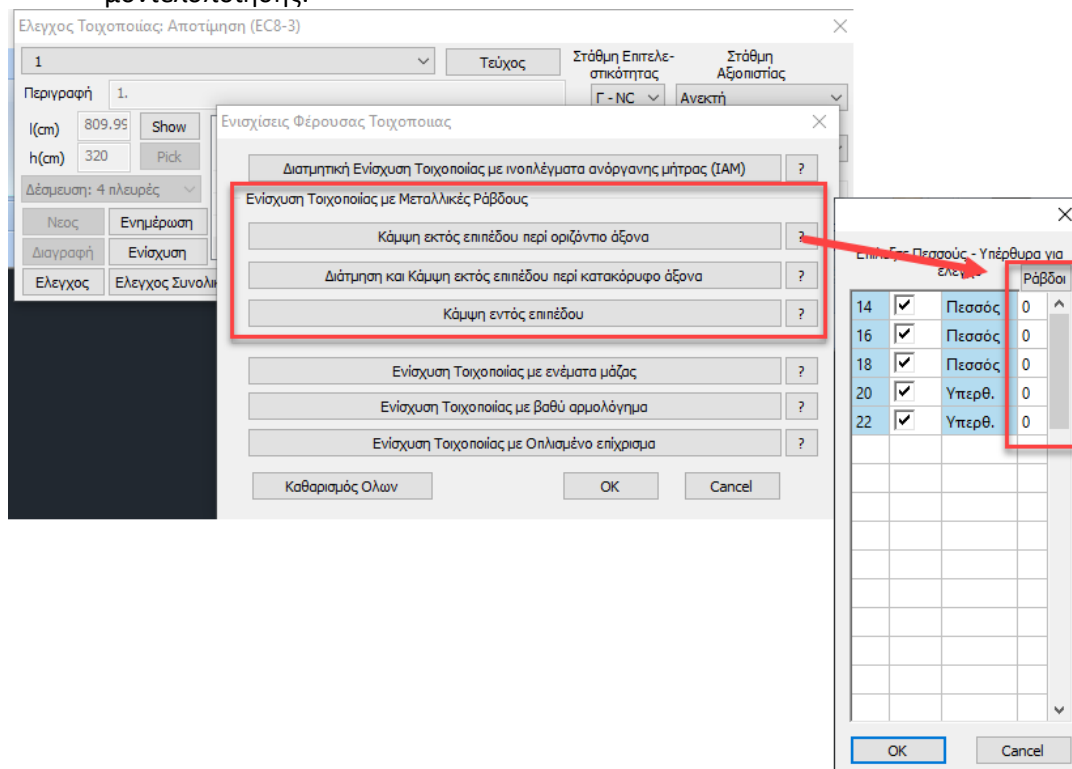 μοντελοποίησης.
Ελεγχος Τοιχοποιίας: Αποτίμηση (EC8-3)
1
Τεύχος
Στάθμη Επιτελε-
στικότητας
Στάθμη
Αξιοπιστίας
Περιγραφή 1.
Γ - NC
Ανεκτή
l(cm) 809.99 Show
h(cm) 320 Pick
Δέσμευση: 4 πλευρές
Νεος Ενημέρωση
Διαγραφή Ενίσχυση
Ελεγχος Ελεγχος Συνολι
Ενισχίσεις Φέρουσας Τοιχοποιιας
Διατμητική Ενίσχυση Τοιχοποιίας με ινοπλέγματα ανόργανης μήτρας (ΙΑΜ) ?
Ενίσχυση Τοιχοποιίας με Μεταλλικές Ράβδους
Κάμψη εκτός επιπέδου περί οριζόντιο άξονα ?
Διάτμηση και Κάμψη εκτός επιπέδου περί κατακόρυφο άξονα ?
Κάμψη εντός επιπέδου ?
Ενίσχυση Τοιχοποιίας με ενέματα μάζας ?
Ενίσχυση Τοιχοποιίας με βαθύ αρμολόγημα ?
Ενίσχυση Τοιχοποιίας με Οπλισμένο επίχρισμα ?
Καθαρισμός Ολων OK Cancel
Πεσσούς - Υπέρθυρα για
Ράβδοι
14 Πεσσός 0
16 Πεσσός 0
18 Πεσσός 0
20 Υπερθ. 0
22 Υπερθ. 0
OK Cancel